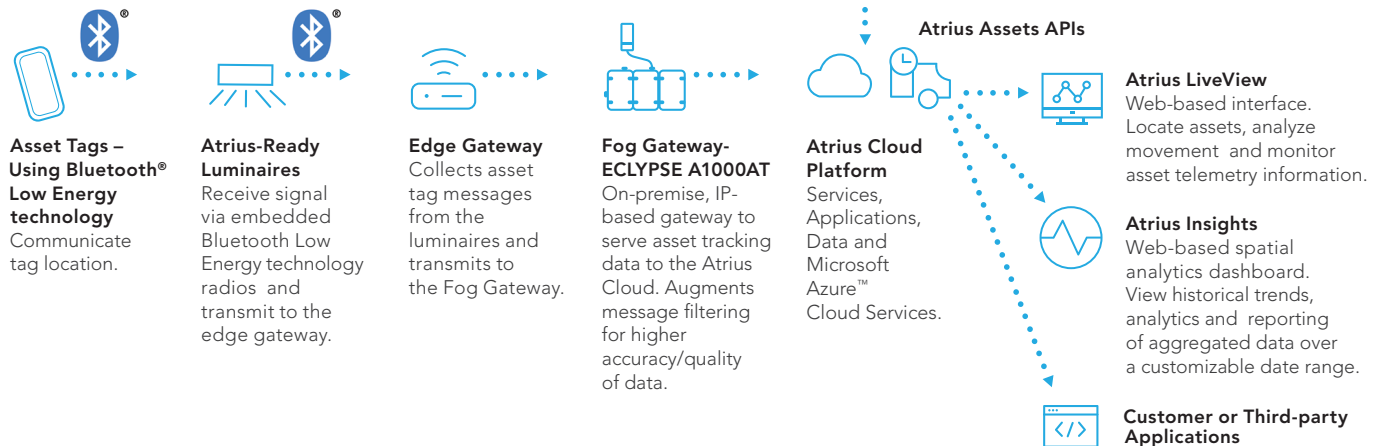 ®
®
Atrius Assets APIs
Asset Tags –
Using Bluetooth®
Low Energy
technology
Communicate
tag location.
Atrius-Ready
Luminaires
Receive signal
via embedded
Bluetooth Low
Energy technology
radios and
transmit to the
edge gateway.
Edge Gateway
Collects asset
tag messages
from the
luminaires and
transmits to
the Fog Gateway.
Fog Gateway-
ECLYPSE A1000AT
On-premise, IP-
based gateway to
serve asset tracking
data to the Atrius
Cloud. Augments
message filtering
for higher
accuracy/quality
of data.
Atrius Cloud
Platform
Services,
Applications,
Data and
Microsoft
Azure™
Cloud Services.
Atrius LiveView
Web-based interface.
Locate assets, analyze
movement and monitor
asset telemetry information.
Atrius Insights
Web-based spatial
analytics dashboard.
View historical trends,
analytics and reporting
of aggregated data over
a customizable date range.
</>
Customer or Third-party
Applications